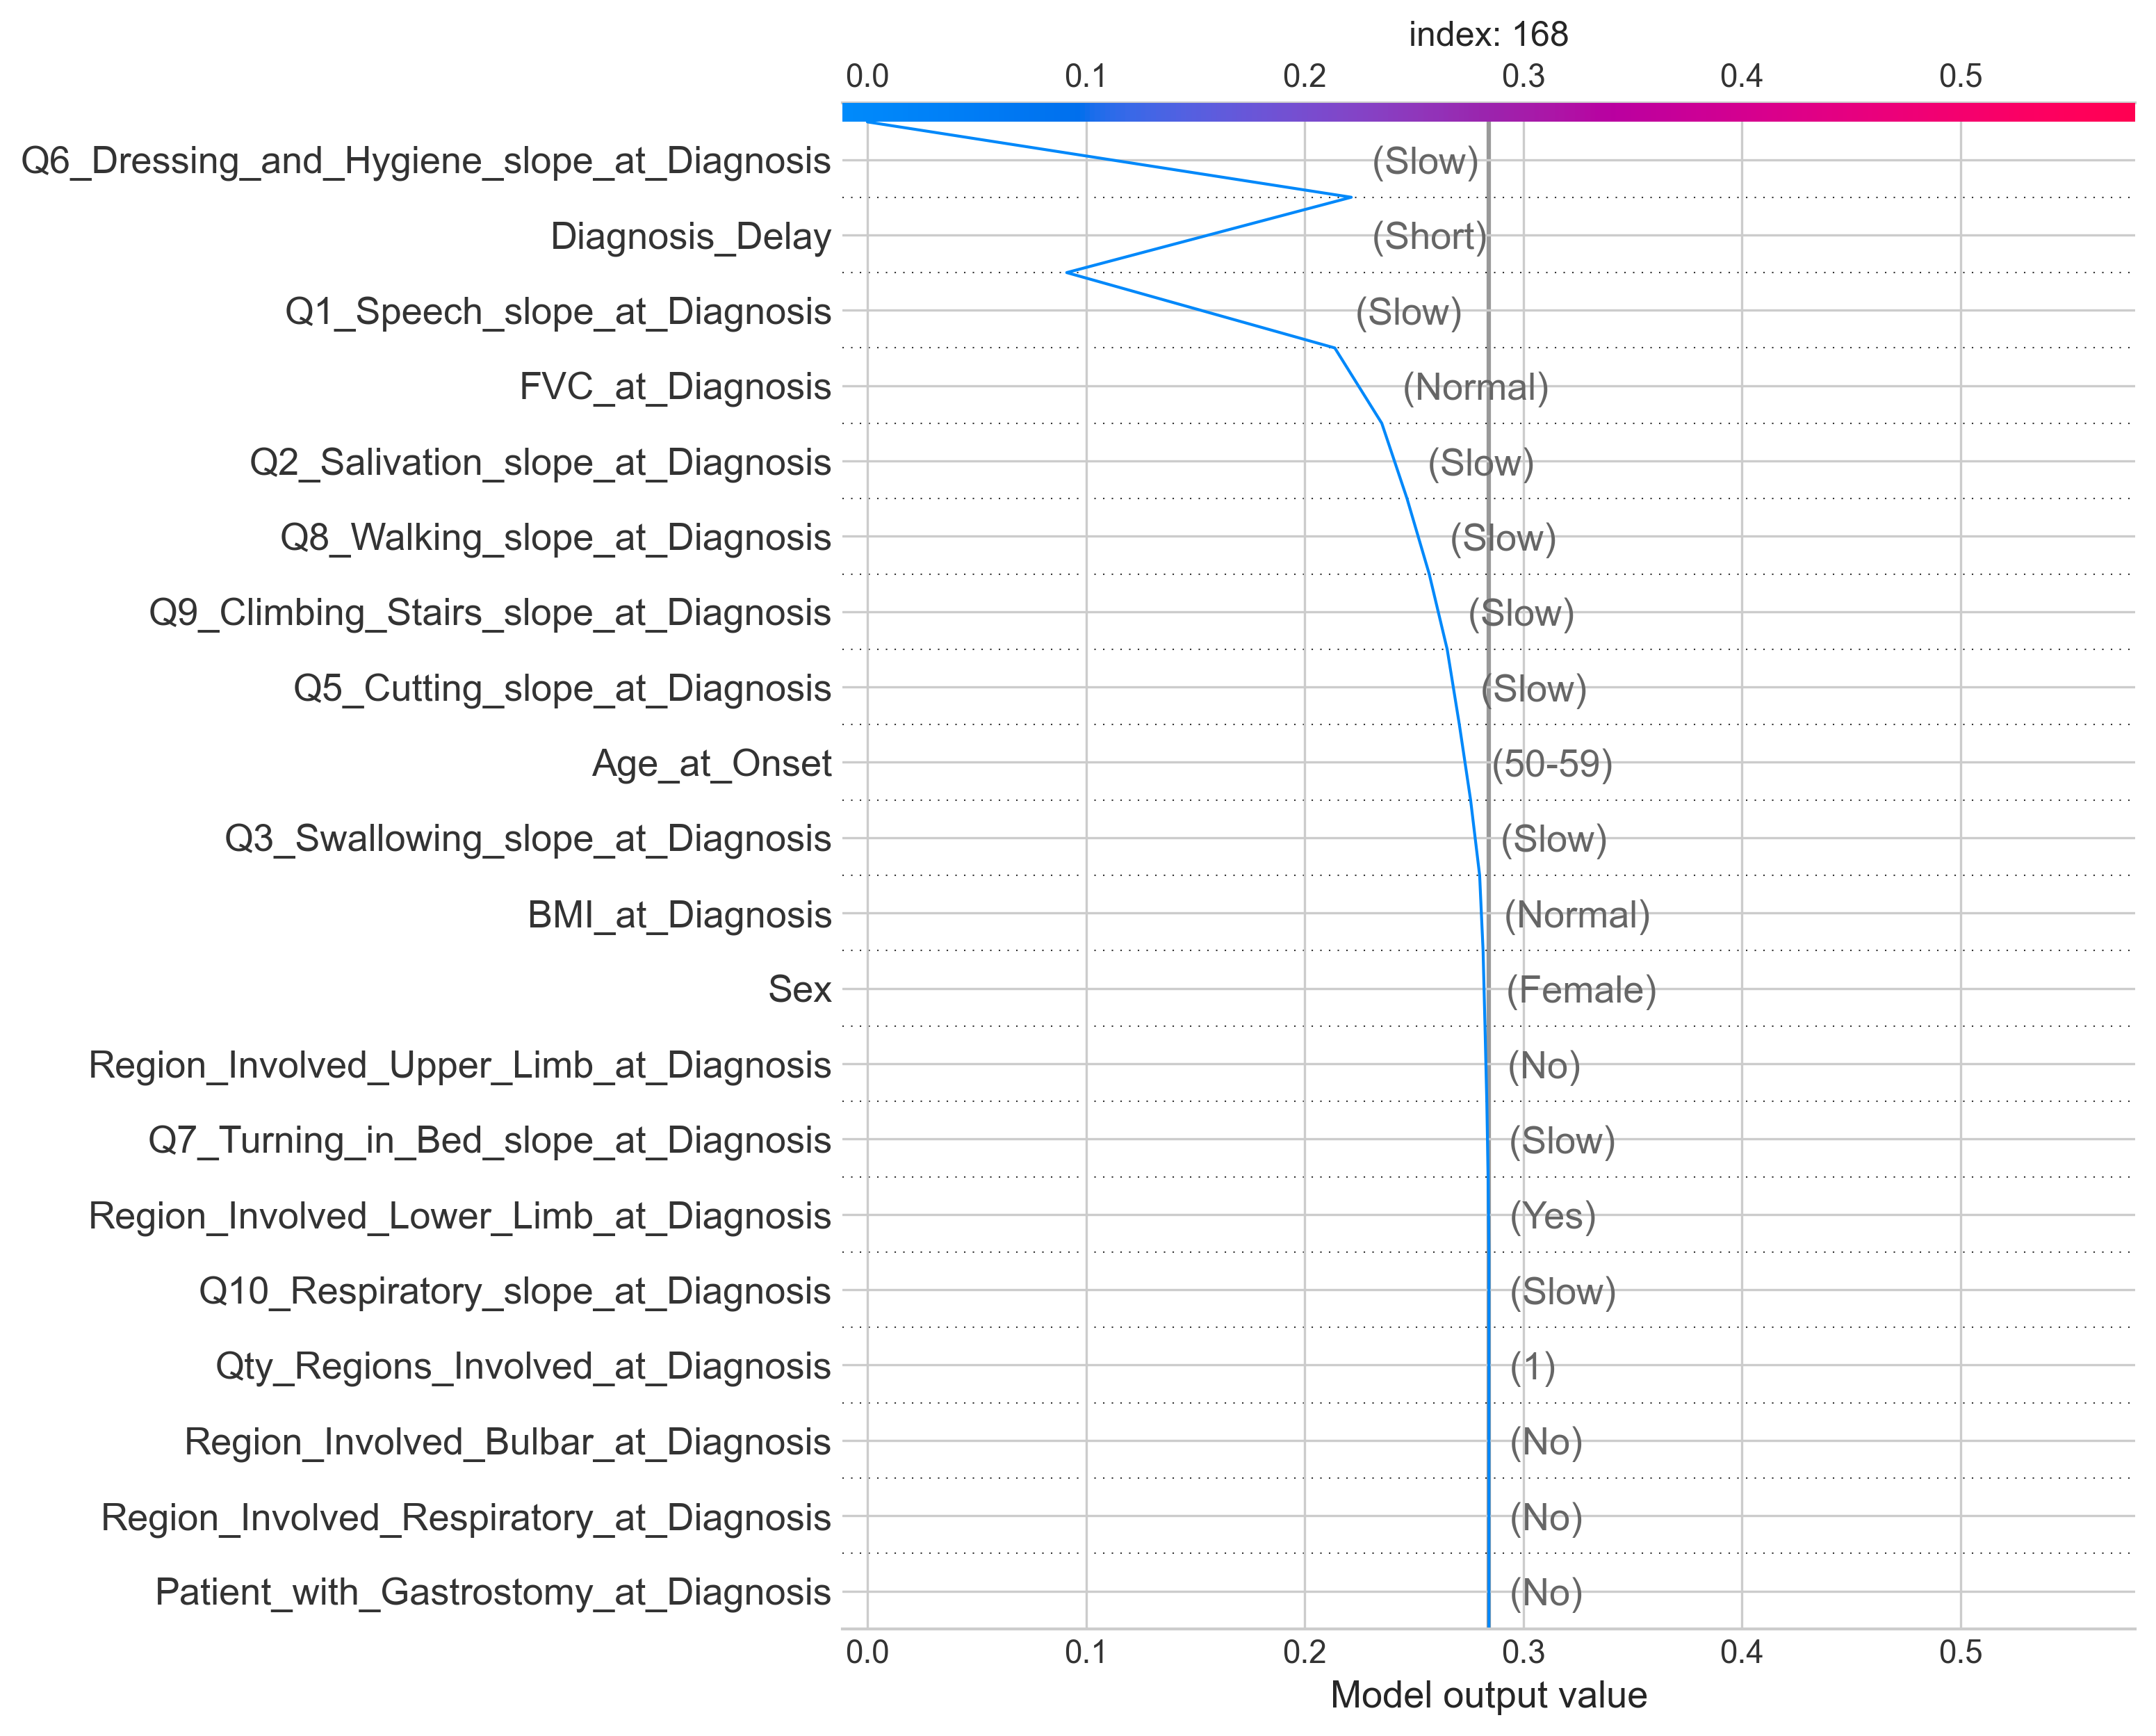 index: 168
0.0 0.1 0.2 0.3 0.4 0.5
Q6_Dressing_and_Hygiene_slope_at_Diagnosis (Slow)
Diagnosis_Delay (Short)
Q1_Speech_slope_at_Diagnosis (Slow)
FVC_at_Diagnosis (Normal)
Q2_Salivation_slope_at_Diagnosis (Slow)
Q8_Walking_slope_at_Diagnosis (Slow)
Q9_Climbing_Stairs_slope_at_Diagnosis (Slow)
Q5_Cutting_slope_at_Diagnosis (Slow)
Age_at_Onset (50-59)
Q3_Swallowing_slope_at_Diagnosis (Slow)
BMI_at_Diagnosis (Normal)
Sex (Female)
Region_Involved_Upper_Limb_at_Diagnosis (No)
Q7_Turning_in_Bed_slope_at_Diagnosis (Slow)
Region_Involved_Lower_Limb_at_Diagnosis (Yes)
Q10_Respiratory_slope_at_Diagnosis (Slow)
Qty_Regions_Involved_at_Diagnosis (1)
Region_Involved_Bulbar_at_Diagnosis (No)
Region_Involved_Respiratory_at_Diagnosis (No)
Patient_with_Gastrostomy_at_Diagnosis (No)
0.0 0.1 0.2 0.3 0.4 0.5
Model output value